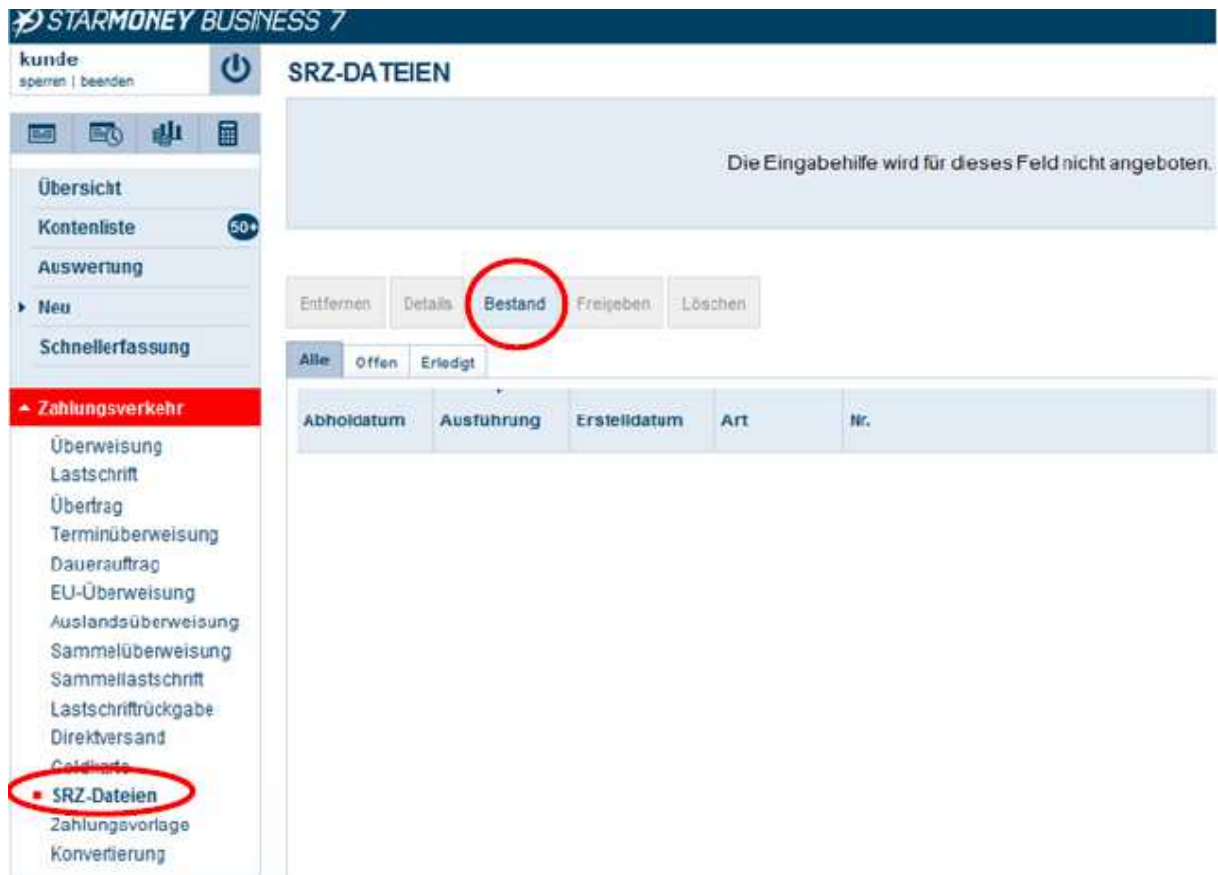 STARMONEY BUSINESS 7
kunde
sperren | beenden
SRZ-DATEIEN
Die Eingabehilfe wird für dieses Feld nicht angeboten.
Übersicht
Kontenliste 50+
Auswertung
Neu
Schnellerfassung
Entfernen Details Bestand Freigeben Löschen
Alle Offen Erledigt
Abholdatum Ausführung Erstelldatum Art Nr.
Zahlungsverkehr
Überweisung
Lastschrift
Übertrag
Terminüberweisung
Dauerauftrag
EU-Überweisung
Auslandsüberweisung
Sammelüberweisung
Sammellastschrift
Lastschriftrückgabe
Direktversand
Geldkarte
SRZ-Dateien
Zahlungsvorlage
Konvertierung